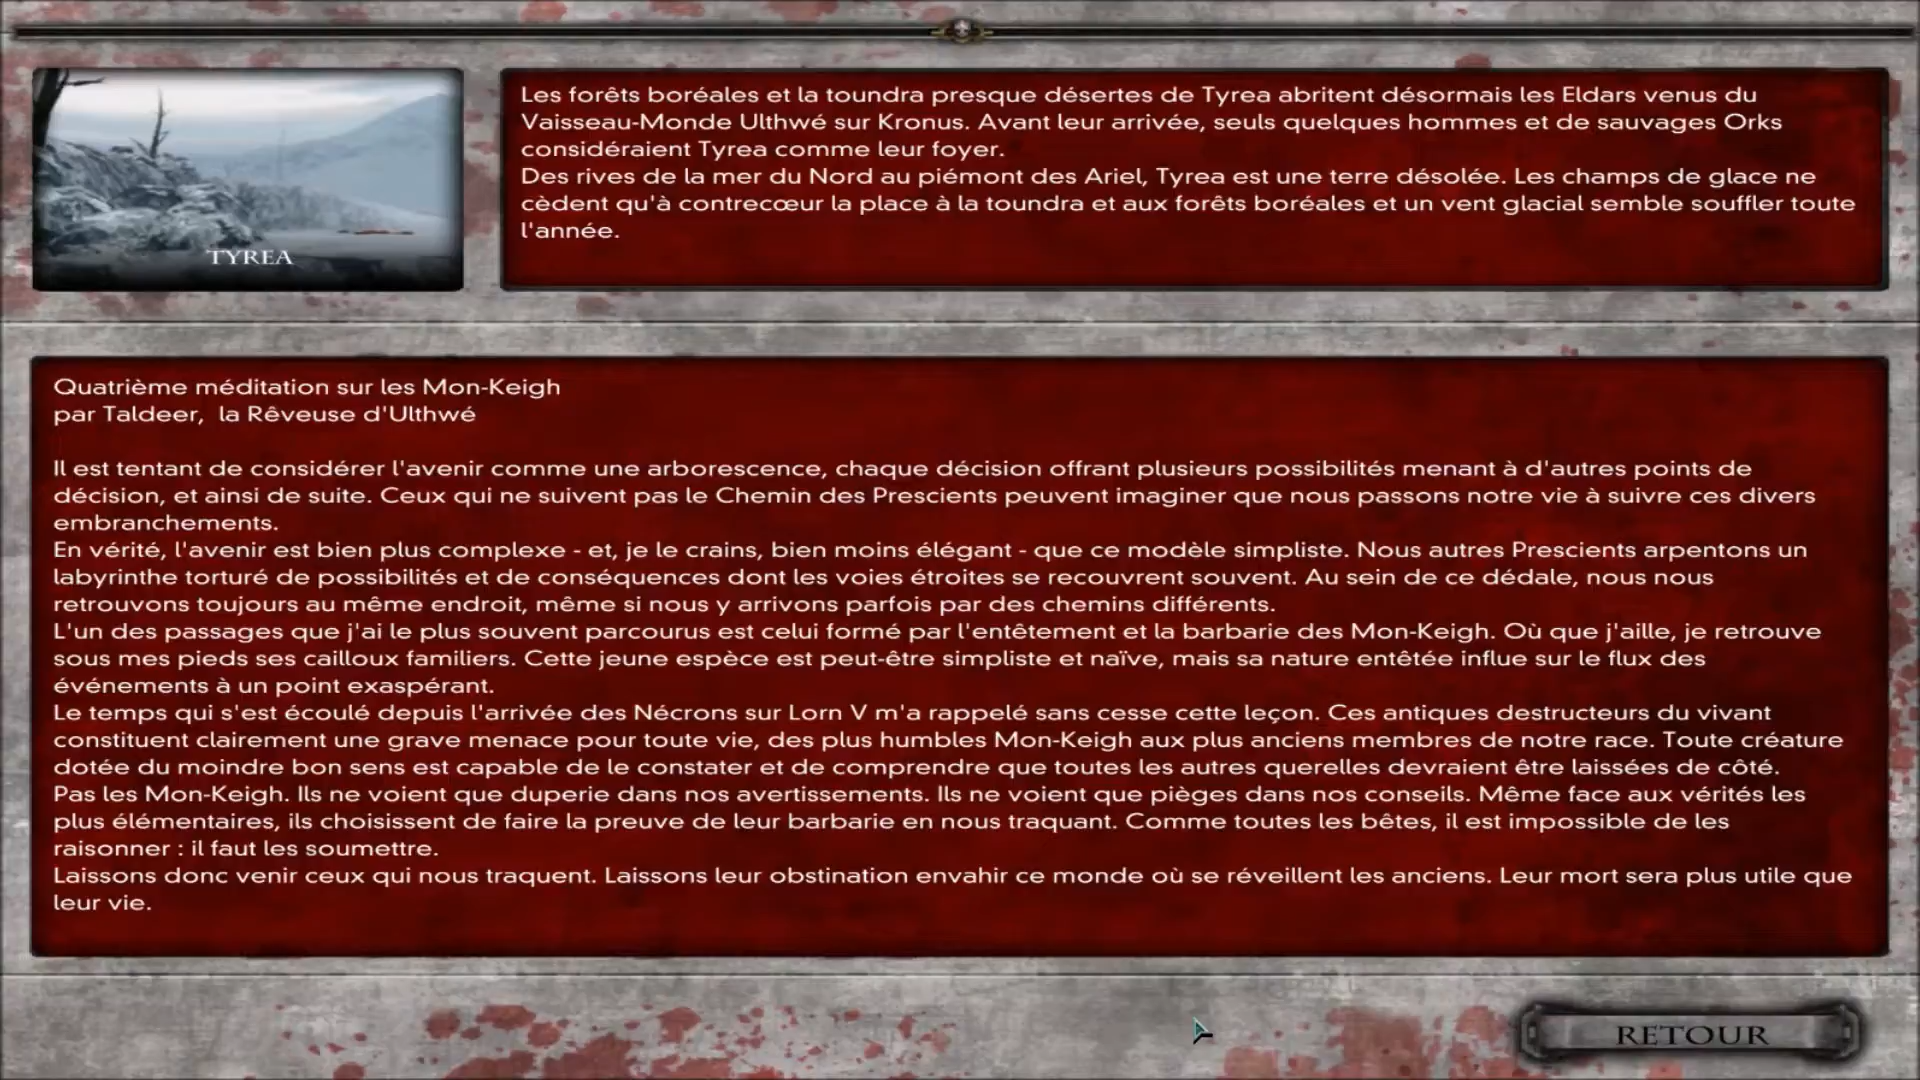 Les forêts boréales et la toundra presque désertes de Tyrea abritent désormais les Eldars venus du
Vaisseau-Monde Ulthwé sur Kronus. Avant leur arrivée, seuls quelques hommes et de sauvages Orks
considéraient Tyrea comme leur foyer.
Des rives de la mer du Nord au piémont des Ariel, Tyrea est une terre désolée. Les champs de glace ne
cèdent qu'à contrecœur la place à la toundra et aux forêts boréales et un vent glacial semble souffler toute
l'année.
TYREA
Quatrième méditation sur les Mon-Keigh
par Taldeer,  la Rêveuse d'Ulthwé
Il est tentant de considérer l'avenir comme une arborescence, chaque décision offrant plusieurs possibilités menant à d'autres points de
décision, et ainsi de suite. Ceux qui ne suivent pas le Chemin des Prescients peuvent imaginer que nous passons notre vie à suivre ces divers
embranchements.
En vérité, l'avenir est bien plus complexe - et, je le crains, bien moins élégant - que ce modèle simpliste. Nous autres Prescients arpentons un
labyrinthe torturé de possibilités et de conséquences dont les voies étroites se recouvrent souvent. Au sein de ce dédale, nous nous
retrouvons toujours au même endroit, même si nous y arrivons parfois par des chemins différents.
L'un des passages que j'ai le plus souvent parcourus est celui formé par l'entêtement et la barbarie des Mon-Keigh. Où que j'aille, je retrouve
sous mes pieds ses cailloux familiers. Cette jeune espèce est peut-être simpliste et naïve, mais sa nature entêtée influe sur le flux des
événements à un point exaspérant.
Le temps qui s'est écoulé depuis l'arrivée des Nécrons sur Lorn V m'a rappelé sans cesse cette leçon. Ces antiques destructeurs du vivant
constituent clairement une grave menace pour toute vie, des plus humbles Mon-Keigh aux plus anciens membres de notre race. Toute créature
dotée du moindre bon sens est capable de le constater et de comprendre que toutes les autres querelles devraient être laissées de côté.
Pas les Mon-Keigh. Ils ne voient que duperie dans nos avertissements. Ils ne voient que pièges dans nos conseils. Même face aux vérités les
plus élémentaires, ils choisissent de faire la preuve de leur barbarie en nous traquant. Comme toutes les bêtes, il est impossible de les
raisonner : il faut les soumettre.
Laissons donc venir ceux qui nous traquent. Laissons leur obstination envahir ce monde où se réveillent les anciens. Leur mort sera plus utile que
leur vie.
RETOUR